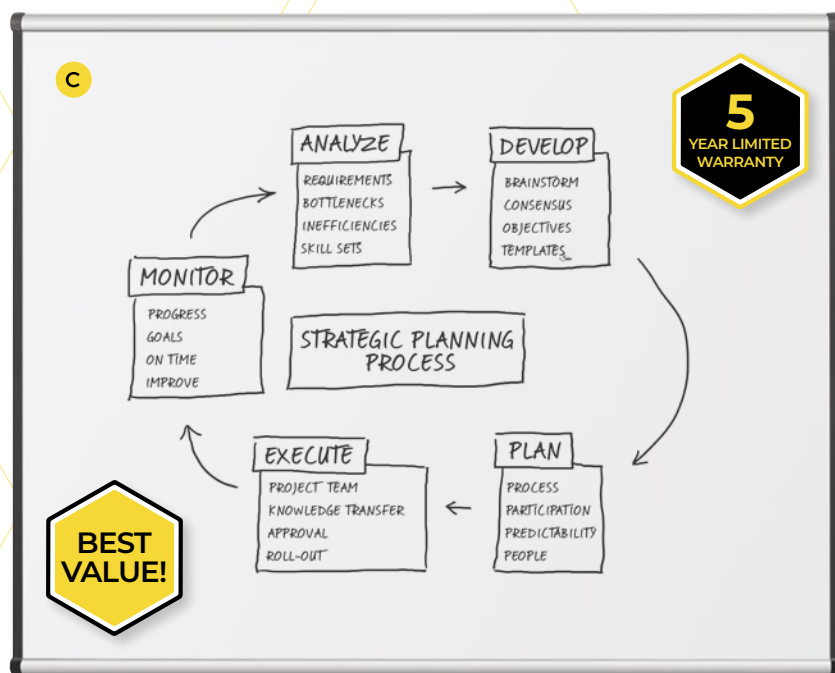 C
5
YEAR LIMITED
WARRANTY
ANALYZE
REQUIREMENTS
BOTTLENECKS
INEFFICIENCIES
SKILL SETS
DEVELOP
BRAINSTORM
CONSENSUS
OBJECTIVES
TEMPLATES
MONITOR
PROGRESS
GOALS
ON TIME
IMPROVE
STRATEGIC PLANNING
PROCESS
EXECUTE
PROJECT TEAM
KNOWLEDGE TRANSFER
APPROVAL
ROLL-OUT
PLAN
PROCESS
PARTICIPATION
PREDICTABILITY
PEOPLE
BEST
VALUE!